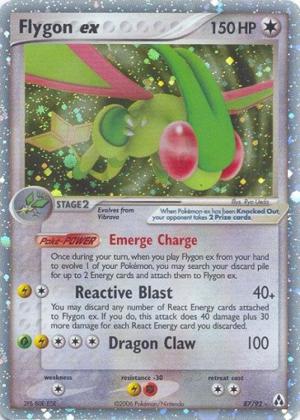 Flygon ex 150 HP
Illus. Ryo Ueda
STAGE 2 Evolves from Vibrava
When Pokémon-ex has been Knocked Out,
your opponent takes 2 Prize cards.
Poké-POWER Emerge Charge
Once during your turn, when you play Flygon ex from your hand
to evolve 1 of your Pokémon, you may search your discard pile
for up to 2 Energy cards and attach them to Flygon ex.
Reactive Blast 40+
You may discard any number of React Energy cards attached
to Flygon ex. If you do, this attack does 40 damage plus 30
more damage for each React Energy card you discarded.
Dragon Claw 100
weakness resistance -30 retreat cost
©2006 Pokémon/Nintendo 87/92